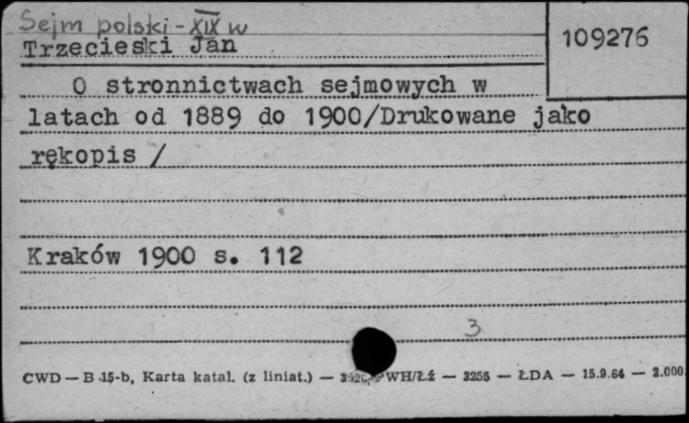 Sejm polski - XIX w
Trzecieski Jan
109276
O stronnictwach sejmowych w
latach od 1889 do 1900/Drukowane jako
rękopis /
Kraków 1900 s. 112
3
CWD — B 15-b, Karta katal. (z liniat.) — WH/Łź — 3255 — ŁDA — 15.9.64 — 2.000